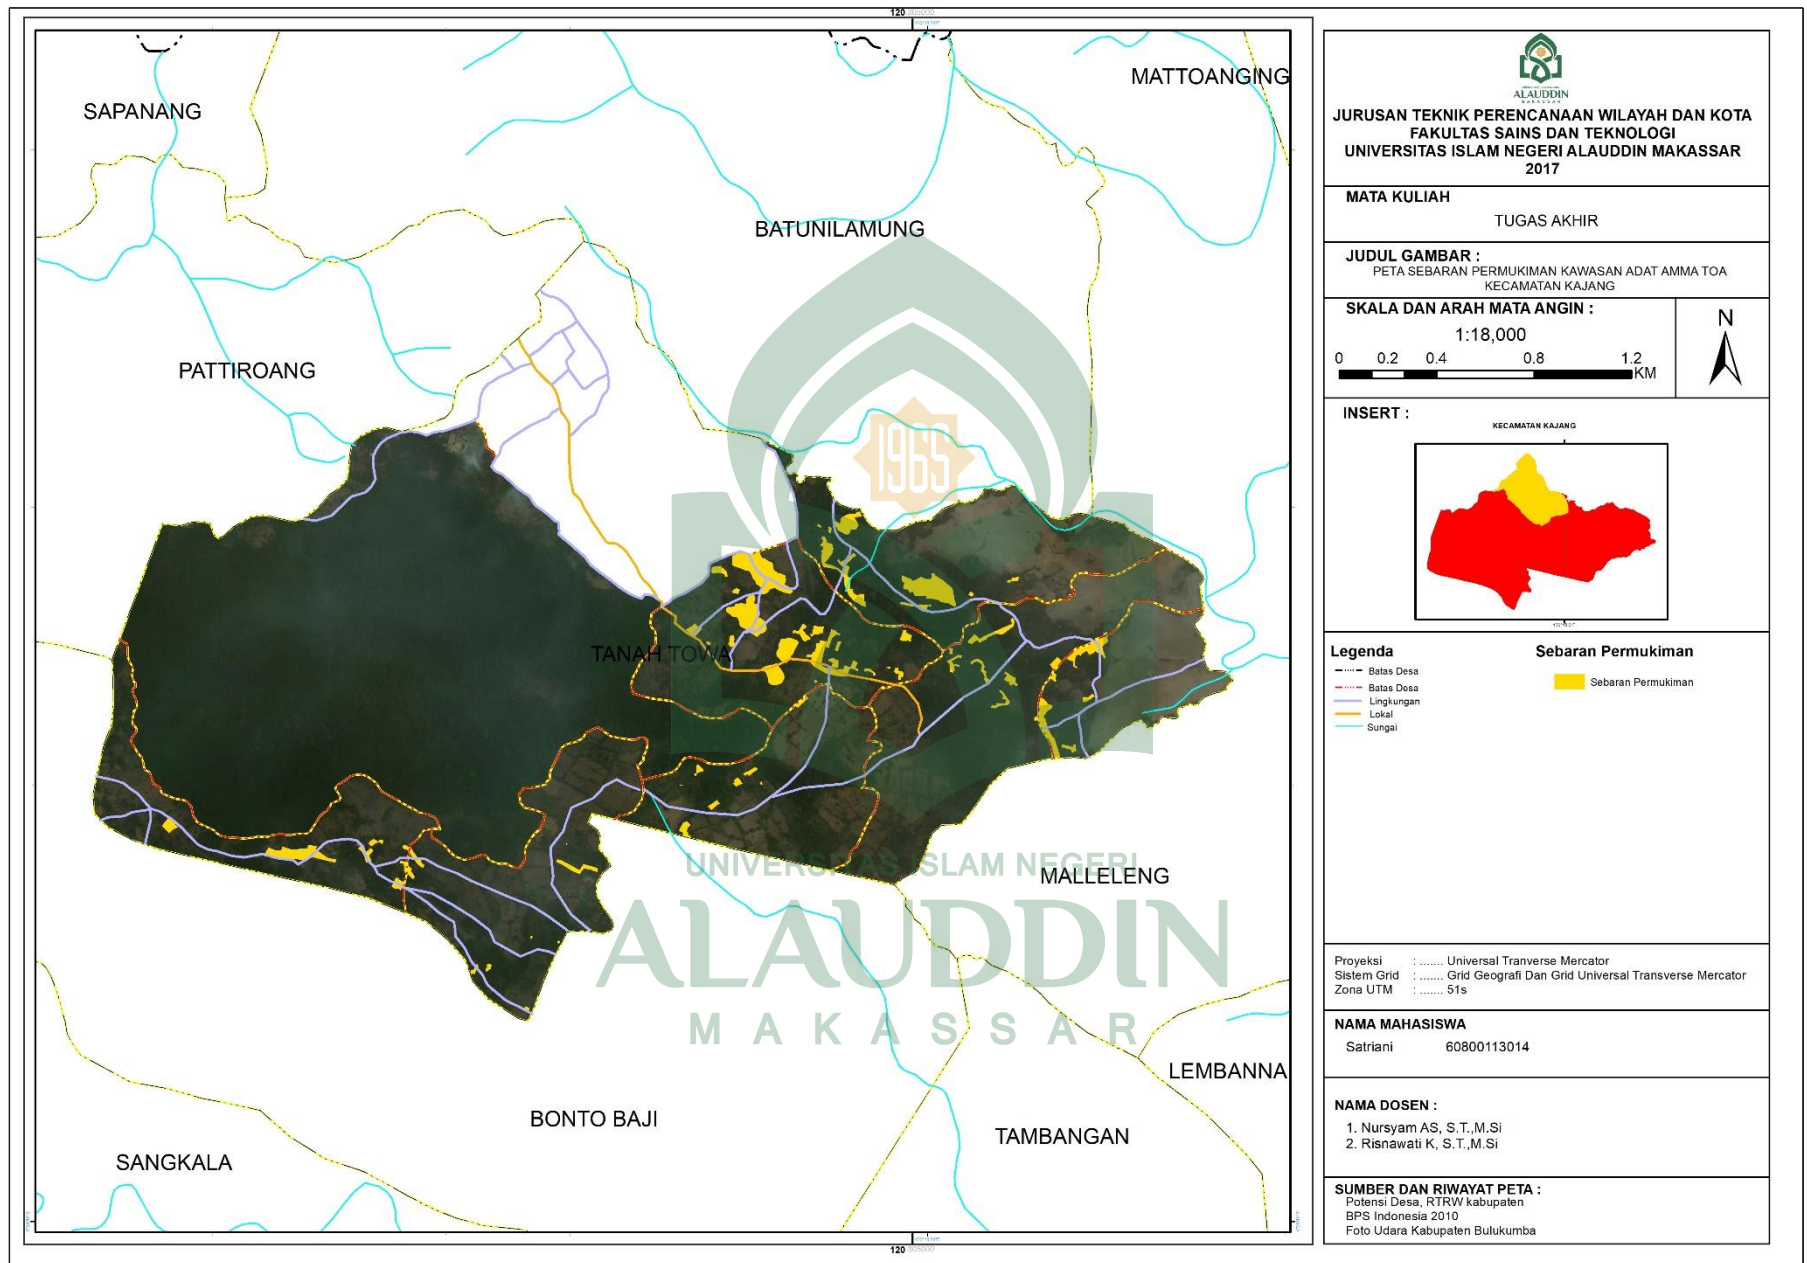 120
SAPANANG
MATTOANGING
BATUNILAMUNG
PATTIROANG
1965
TANAH TOWA
UNIVERSITAS ISLAM NEGERI
MALLELENG
ALAUDDIN
MAKASSAR
LEMBANNA
BONTO BAJI
TAMBANGAN
SANGKALA
120
ALAUDDIN
MAKASSAR
JURUSAN TEKNIK PERENCANAAN WILAYAH DAN KOTA
FAKULTAS SAINS DAN TEKNOLOGI
UNIVERSITAS ISLAM NEGERI ALAUDDIN MAKASSAR
2017
MATA KULIAH
TUGAS AKHIR
JUDUL GAMBAR :
PETA SEBARAN PERMUKIMAN KAWASAN ADAT AMMA TOA
KECAMATAN KAJANG
SKALA DAN ARAH MATA ANGIN :
1:18,000
N
0 0.2 0.4 0.8 1.2
KM
INSERT :
KECAMATAN KAJANG
Legenda
Batas Desa
Batas Desa
Lingkungan
Lokal
Sungai
Sebaran Permukiman
Sebaran Permukiman
Proyeksi : ....... Universal Tranverse Mercator
Sistem Grid : ....... Grid Geografi Dan Grid Universal Transverse Mercator
Zona UTM : ....... 51s
NAMA MAHASISWA
Satriani 60800113014
NAMA DOSEN :
1. Nursyam AS, S.T.,M.Si
2. Risnawati K, S.T.,M.Si
SUMBER DAN RIWAYAT PETA :
Potensi Desa, RTRW kabupaten
BPS Indonesia 2010
Foto Udara Kabupaten Bulukumba